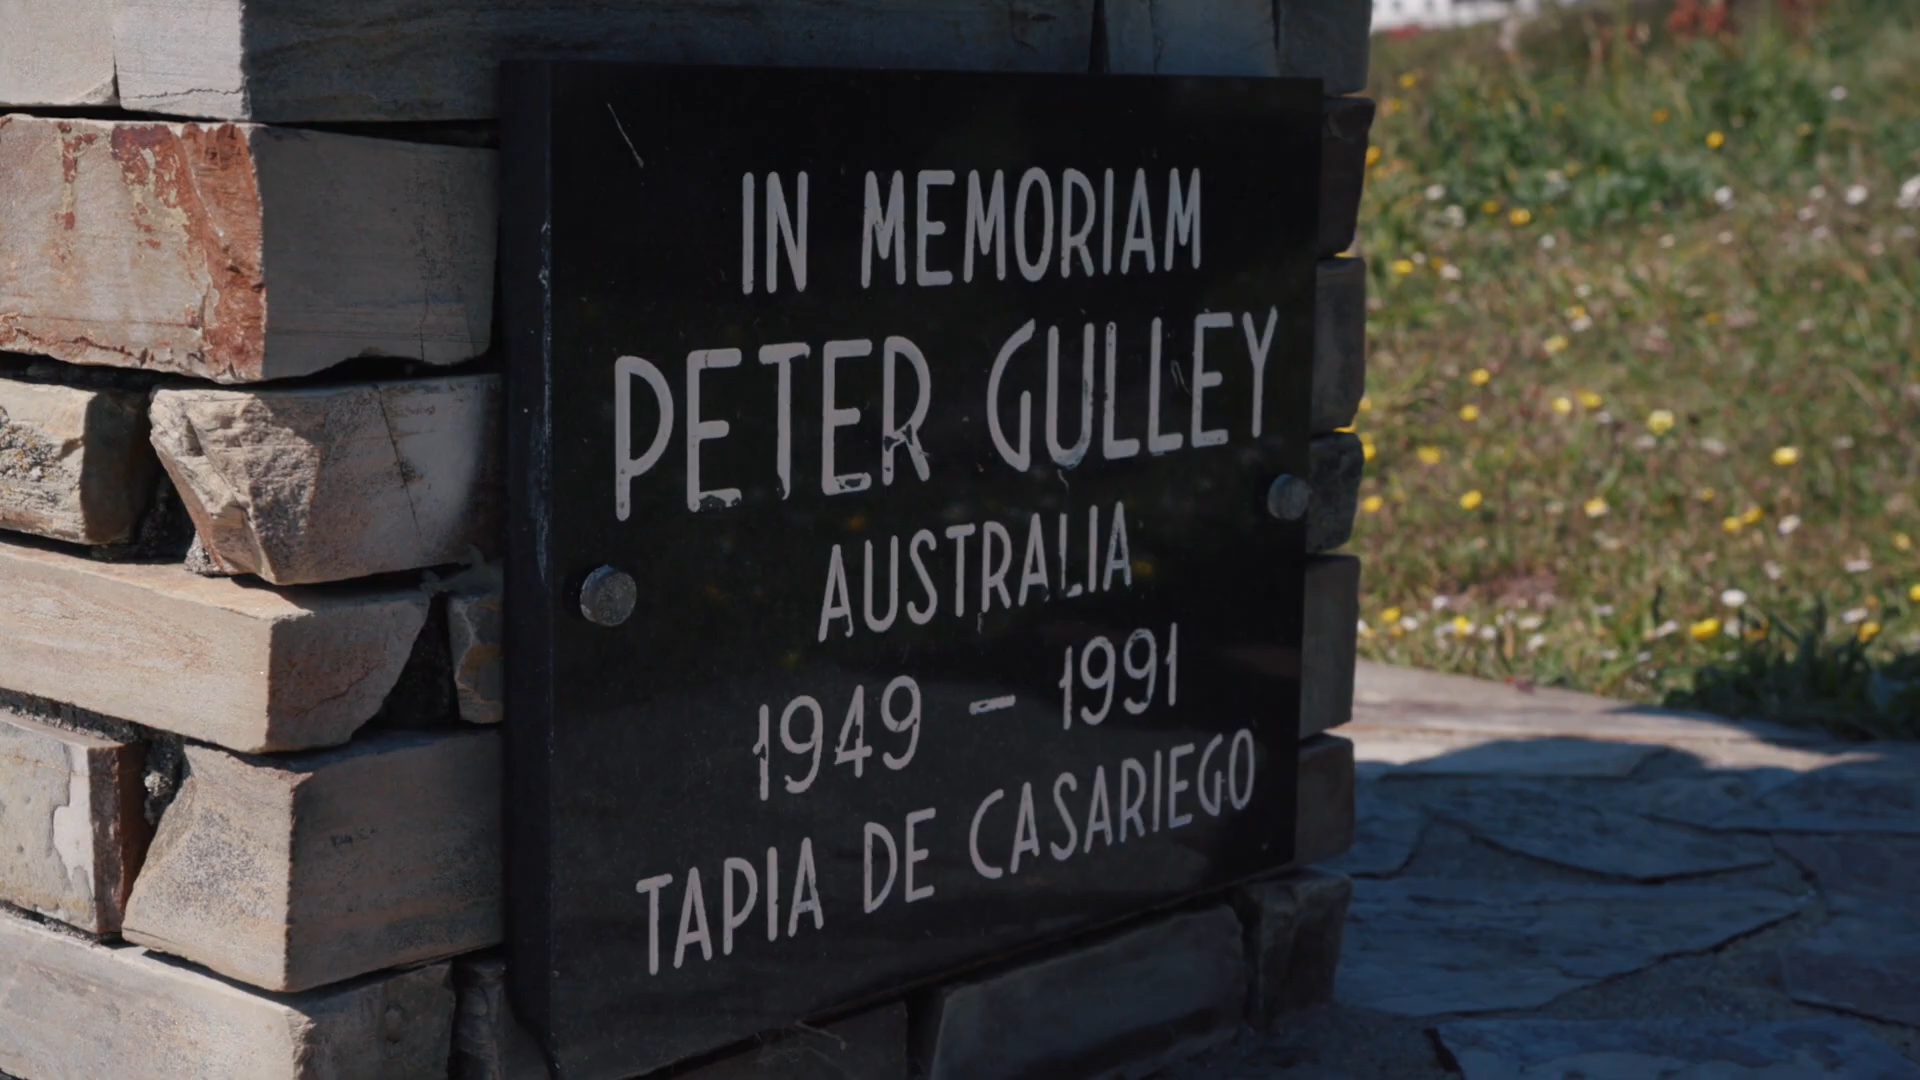 IN MEMORIAM
PETER GULLEY
AUSTRALIA
1949 - 1991
TAPIA DE CASARIEGO